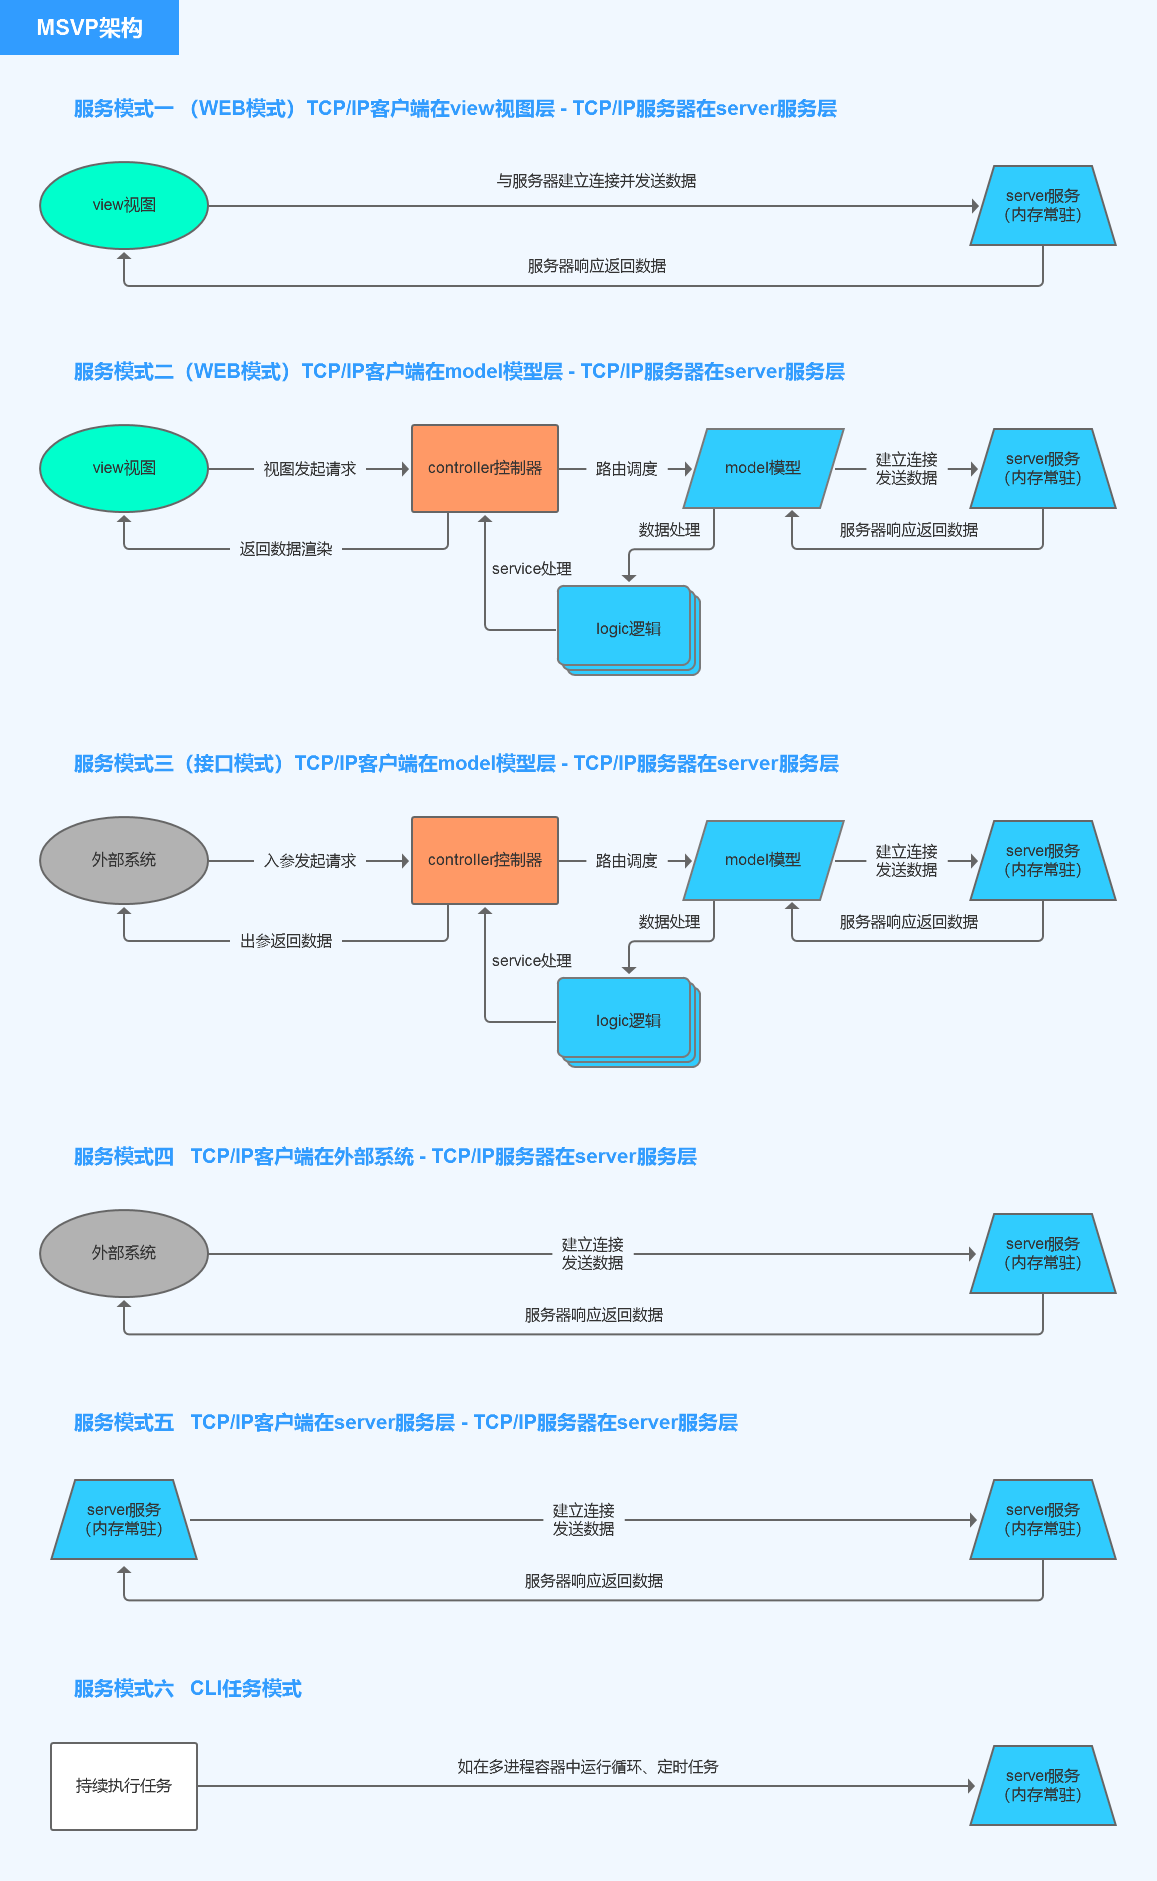 MSVP架构
服务模式一 （WEB模式）TCP/IP客户端在view视图层 - TCP/IP服务器在server服务层
与服务器建立连接并发送数据
view视图
server服务
（内存常驻）
服务器响应返回数据
服务模式二（WEB模式）TCP/IP客户端在model模型层 - TCP/IP服务器在server服务层
view视图
视图发起请求
controller控制器
路由调度
model模型
建立连接
发送数据
server服务
（内存常驻）
数据处理
服务器响应返回数据
返回数据渲染
service处理
logic逻辑
服务模式三（接口模式）TCP/IP客户端在model模型层 - TCP/IP服务器在server服务层
外部系统
入参发起请求
controller控制器
路由调度
model模型
建立连接
发送数据
server服务
（内存常驻）
数据处理
服务器响应返回数据
出参返回数据
service处理
logic逻辑
服务模式四 TCP/IP客户端在外部系统 - TCP/IP服务器在server服务层
外部系统
建立连接
发送数据
server服务
（内存常驻）
服务器响应返回数据
服务模式五 TCP/IP客户端在server服务层 - TCP/IP服务器在server服务层
server服务
（内存常驻）
建立连接
发送数据
server服务
（内存常驻）
服务器响应返回数据
服务模式六 CLI任务模式
持续执行任务
如在多进程容器中运行循环、定时任务
server服务
（内存常驻）